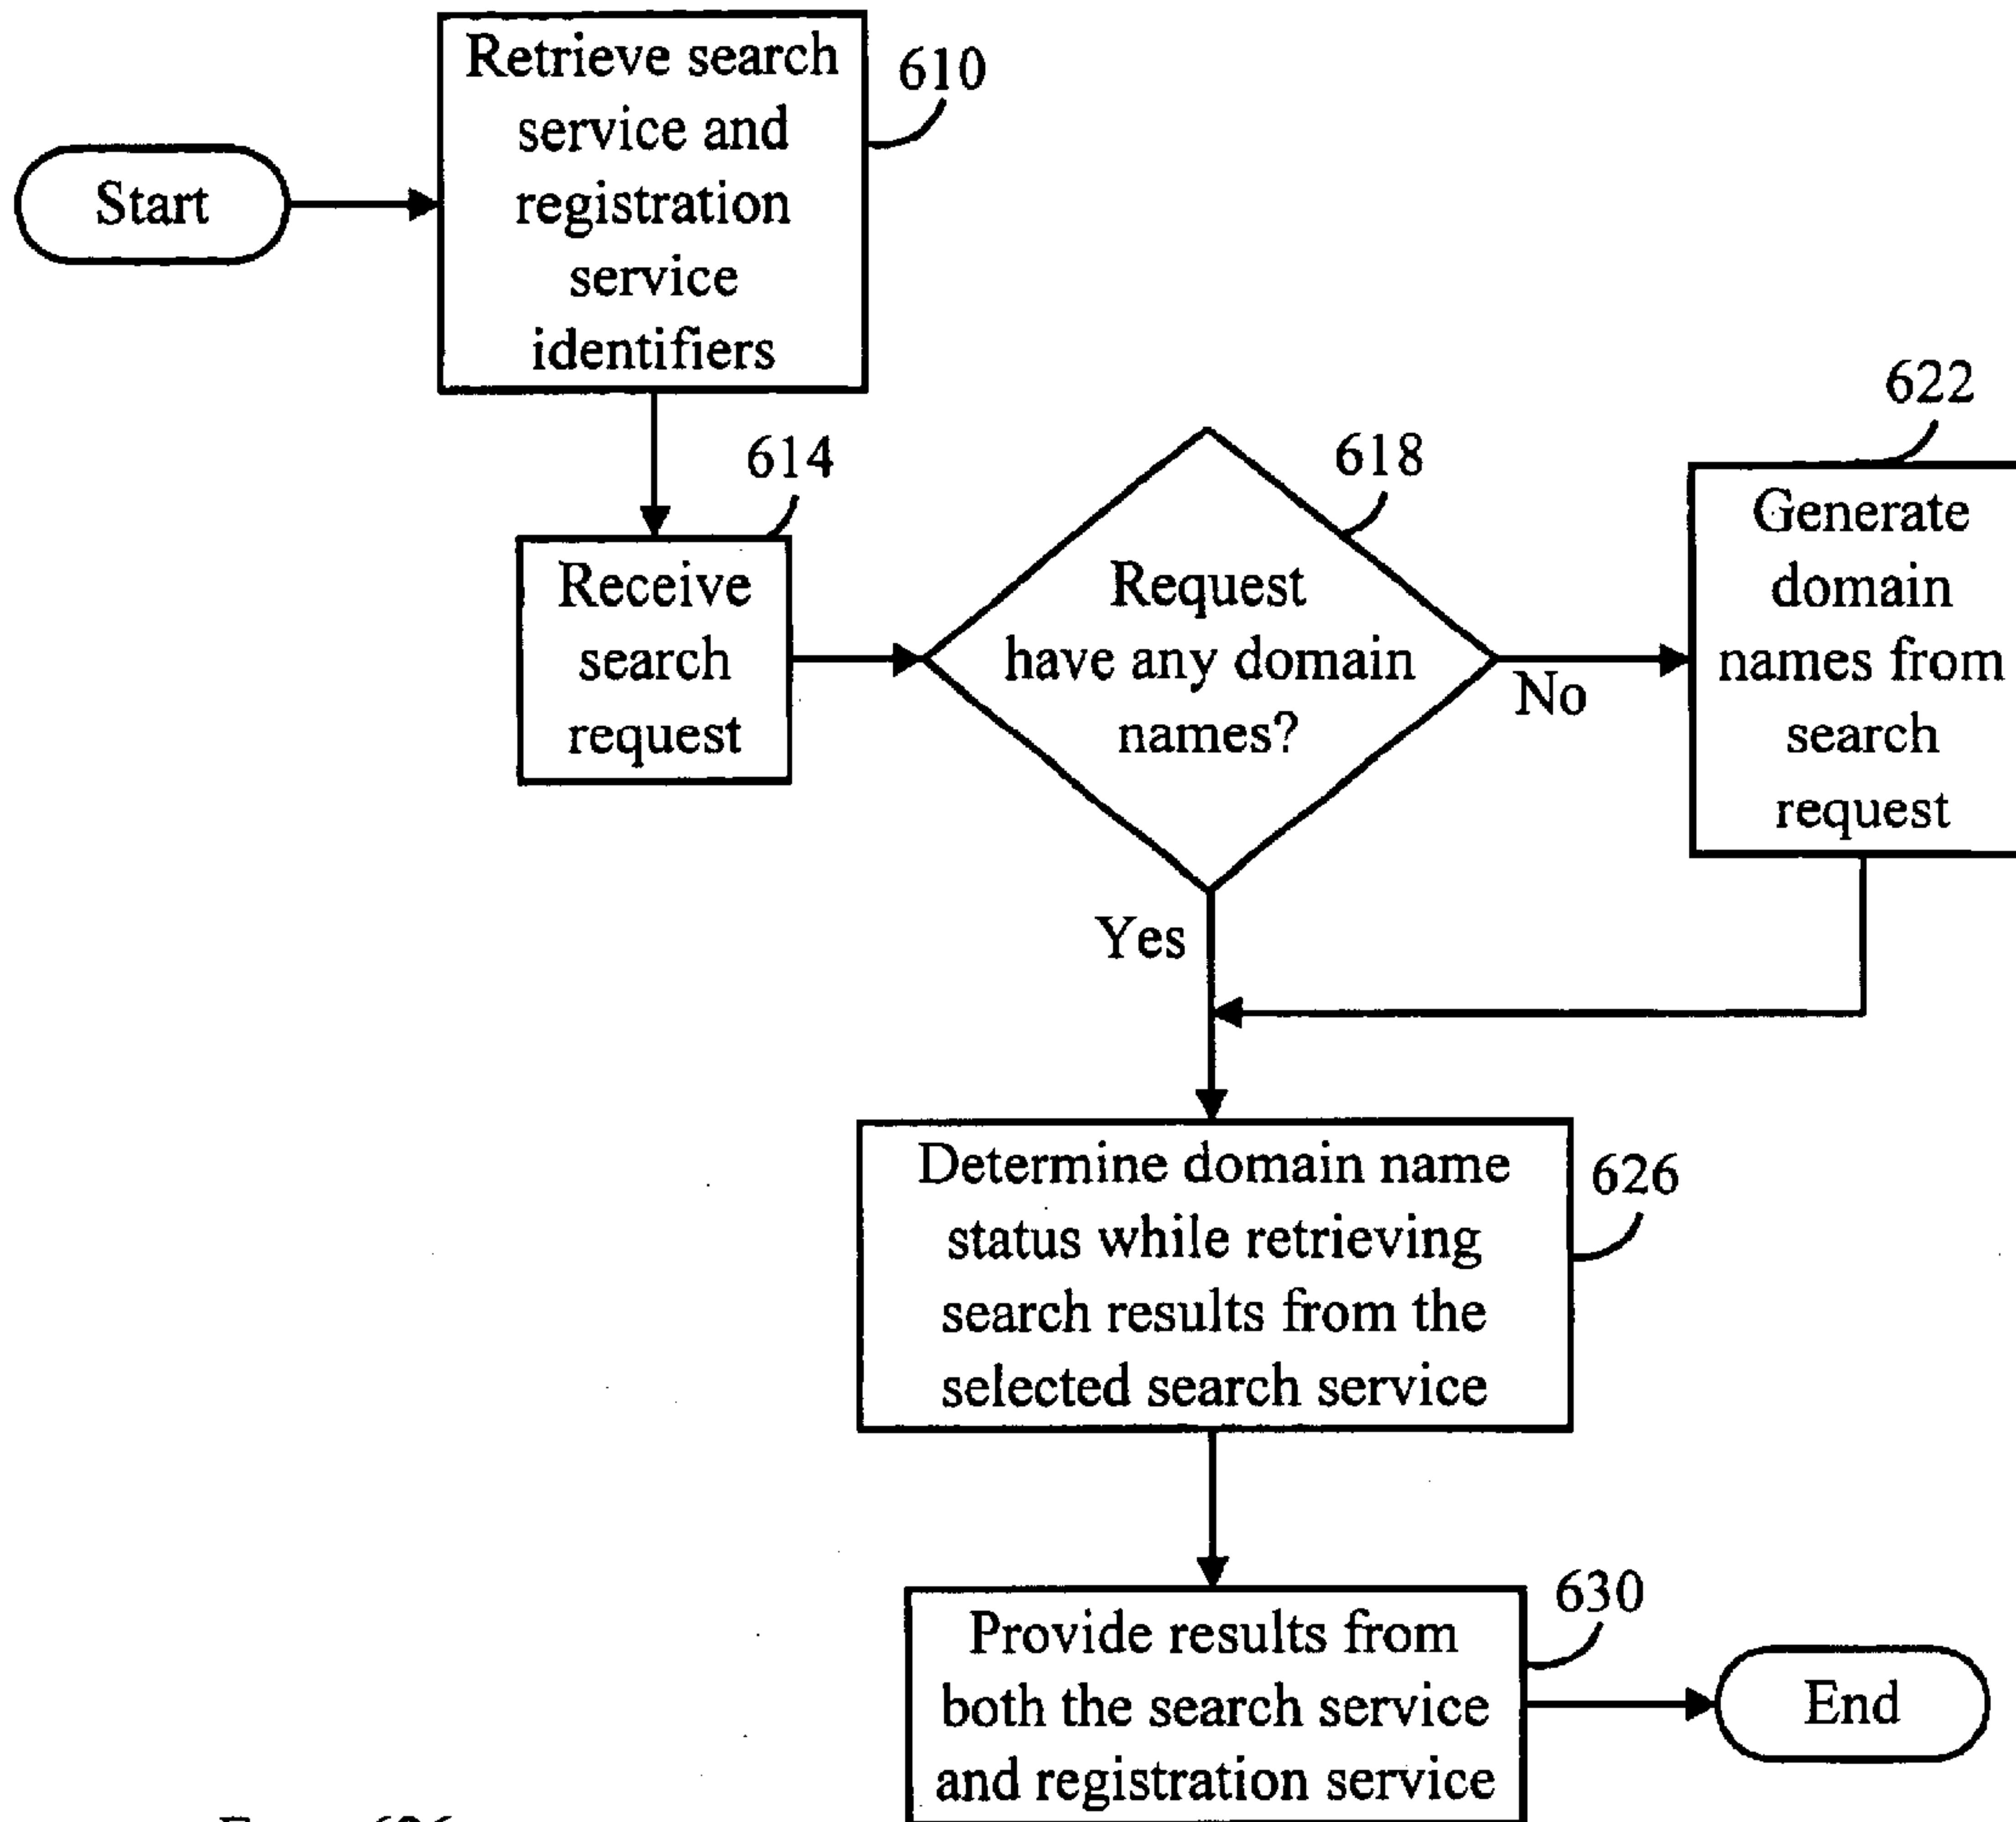 Retrieve search
service and
registration
service
identifiers
610
Start
614
Receive
search
request
618
Request
have any domain
names?
No
Yes
622
Generate
domain
names from
search
request
Determine domain name
status while retrieving
search results from the
selected search service
626
Provide results from
both the search service
and registration service
630
End